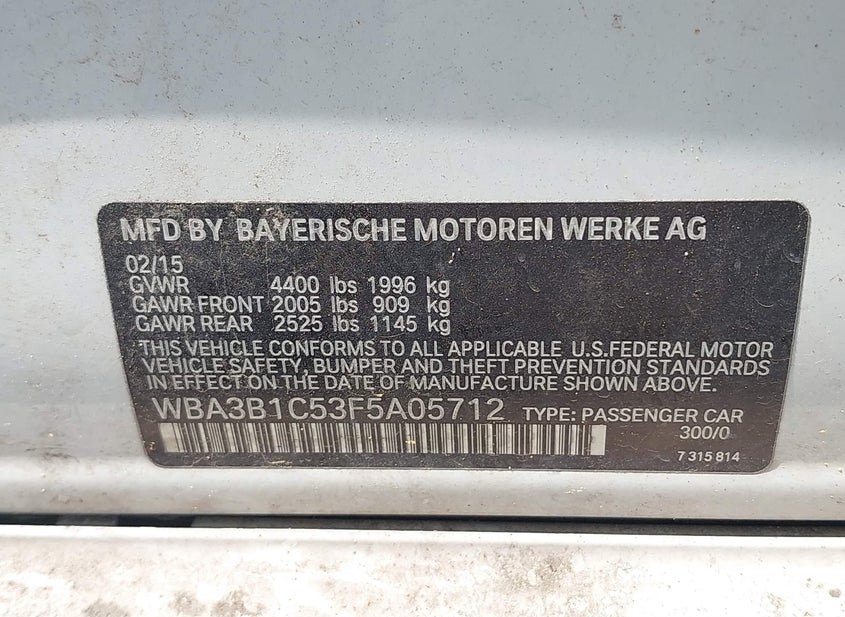 MFD BY BAYERISCHE MOTOREN WERKE AG
02/15
GVWR 4400 lbs 1996 kg
GAWR FRONT 2005 lbs 909 kg
GAWR REAR 2525 lbs 1145 kg
THIS VEHICLE CONFORMS TO ALL APPLICABLE U.S.FEDERAL MOTOR
VEHICLE SAFETY, BUMPER AND THEFT PREVENTION STANDARDS
IN EFFECT ON THE DATE OF MANUFACTURE SHOWN ABOVE.
WBA3B1C53F5A05712 TYPE: PASSENGER CAR
300/0
7 315 814